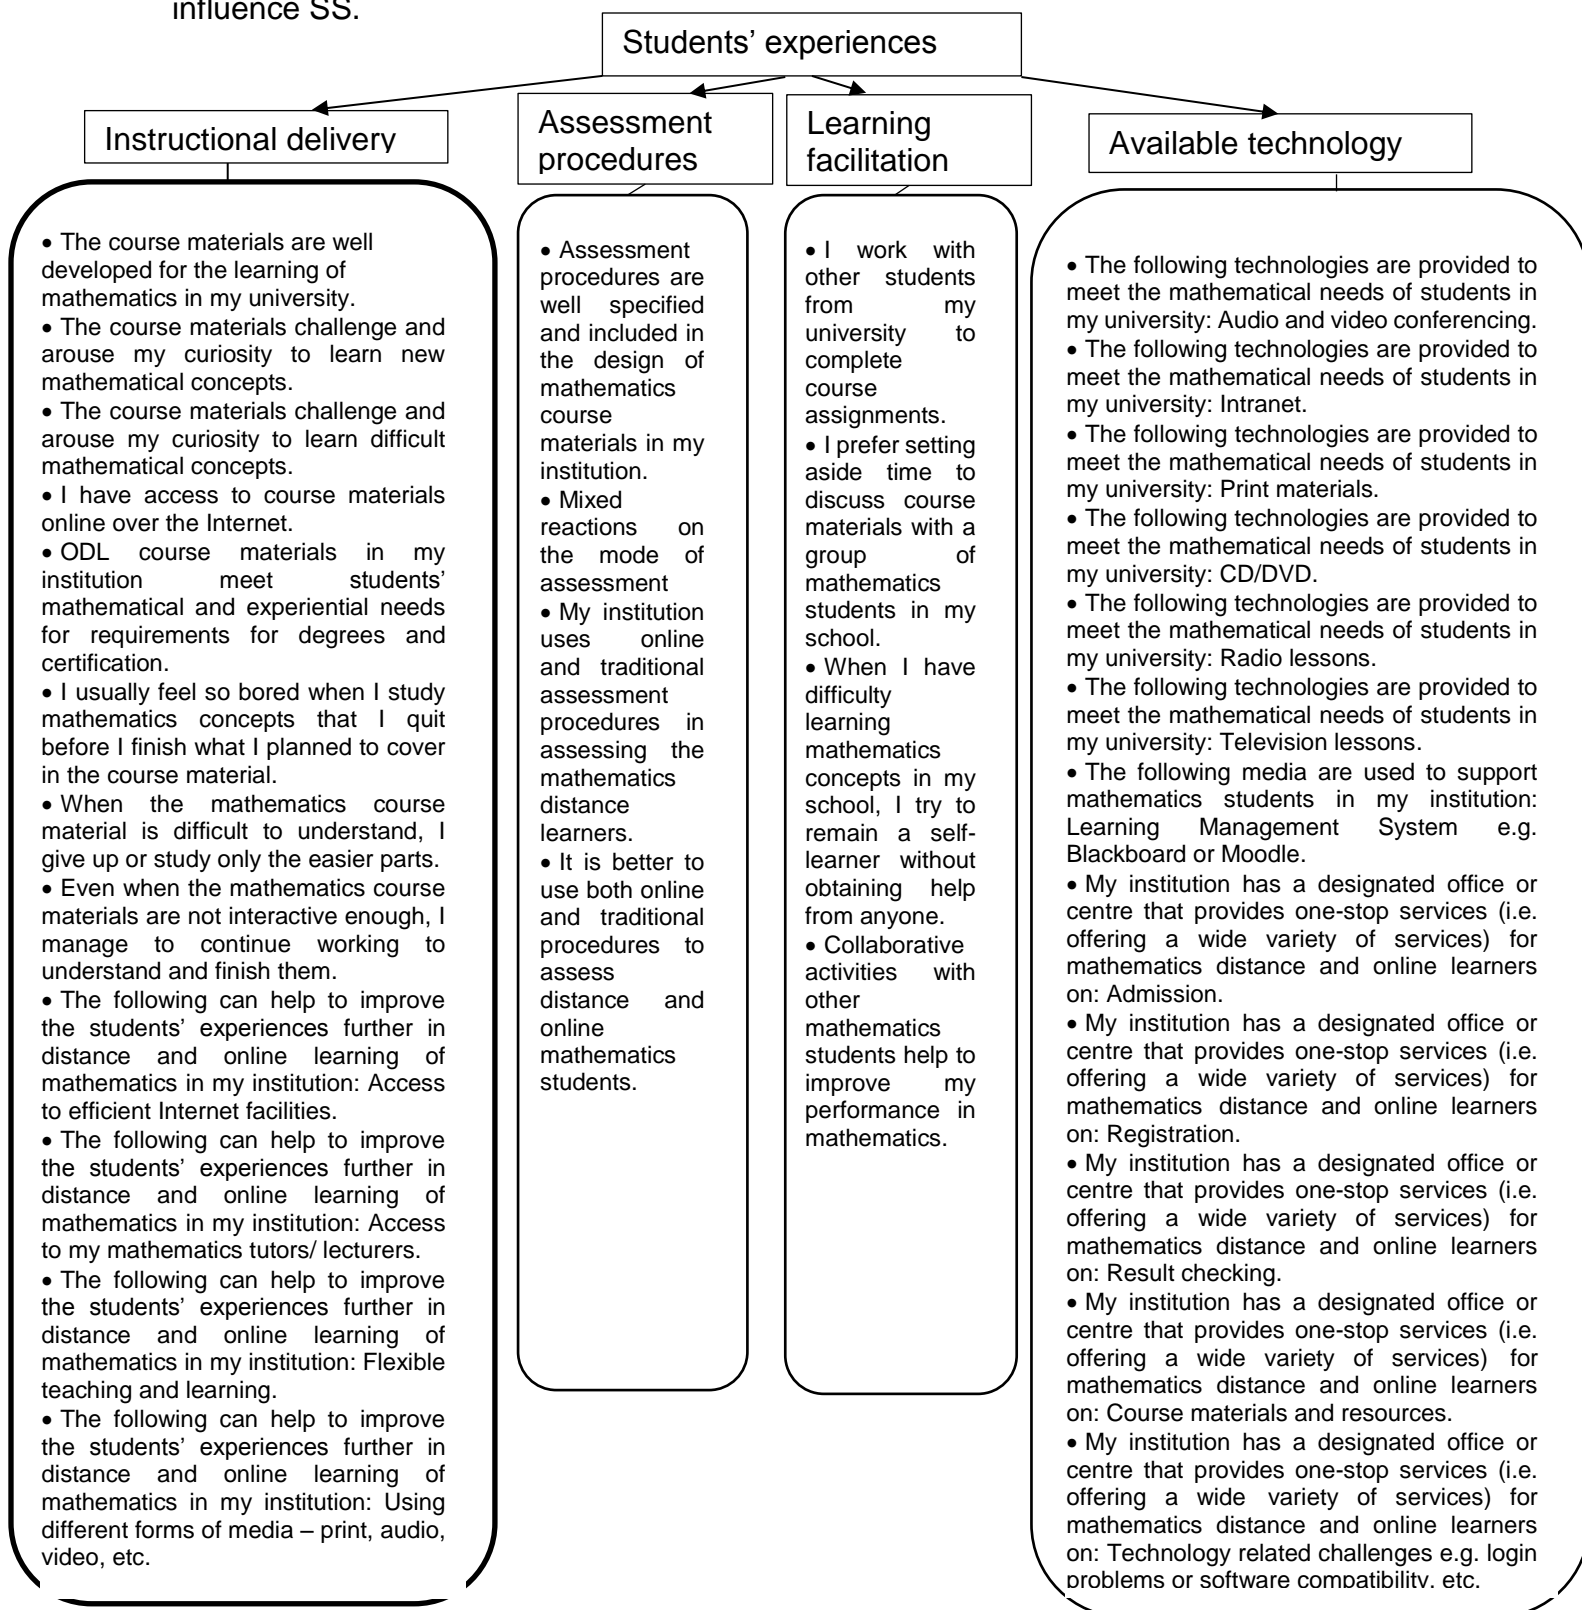 influence SS.
Students’ experiences
Instructional delivery
Assessment
procedures
Learning
facilitation
Available technology
• The course materials are well
developed for the learning of
mathematics in my university.
• The course materials challenge and
arouse my curiosity to learn new
mathematical concepts.
• The course materials challenge and
arouse my curiosity to learn difficult
mathematical concepts.
• I have access to course materials
online over the Internet.
• ODL course materials in my
institution meet students’
mathematical and experiential needs
for requirements for degrees and
certification.
• I usually feel so bored when I study
mathematics concepts that I quit
before I finish what I planned to cover
in the course material.
• When the mathematics course
material is difficult to understand, I
give up or study only the easier parts.
• Even when the mathematics course
materials are not interactive enough, I
manage to continue working to
understand and finish them.
• The following can help to improve
the students’ experiences further in
distance and online learning of
mathematics in my institution: Access
to efficient Internet facilities.
• The following can help to improve
the students’ experiences further in
distance and online learning of
mathematics in my institution: Access
to my mathematics tutors/ lecturers.
• The following can help to improve
the students’ experiences further in
distance and online learning of
mathematics in my institution: Flexible
teaching and learning.
• The following can help to improve
the students’ experiences further in
distance and online learning of
mathematics in my institution: Using
different forms of media – print, audio,
video, etc.
• Assessment
procedures are
well specified
and included in
the design of
mathematics
course
materials in my
institution.
• Mixed
reactions on
the mode of
assessment
• My institution
uses online
and traditional
assessment
procedures in
assessing the
mathematics
distance
learners.
• It is better to
use both online
and traditional
procedures to
assess
distance and
online
mathematics
students.
• I work with
other students
from my
university to
complete
course
assignments.
• I prefer setting
aside time to
discuss course
materials with a
group of
mathematics
students in my
school.
• When I have
difficulty
learning
mathematics
concepts in my
school, I try to
remain a self-
learner without
obtaining help
from anyone.
• Collaborative
activities with
other
mathematics
students help to
improve my
performance in
mathematics.
• The following technologies are provided to
meet the mathematical needs of students in
my university: Audio and video conferencing.
• The following technologies are provided to
meet the mathematical needs of students in
my university: Intranet.
• The following technologies are provided to
meet the mathematical needs of students in
my university: Print materials.
• The following technologies are provided to
meet the mathematical needs of students in
my university: CD/DVD.
• The following technologies are provided to
meet the mathematical needs of students in
my university: Radio lessons.
• The following technologies are provided to
meet the mathematical needs of students in
my university: Television lessons.
• The following media are used to support
mathematics students in my institution:
Learning Management System e.g.
Blackboard or Moodle.
• My institution has a designated office or
centre that provides one-stop services (i.e.
offering a wide variety of services) for
mathematics distance and online learners
on: Admission.
• My institution has a designated office or
centre that provides one-stop services (i.e.
offering a wide variety of services) for
mathematics distance and online learners
on: Registration.
• My institution has a designated office or
centre that provides one-stop services (i.e.
offering a wide variety of services) for
mathematics distance and online learners
on: Result checking.
• My institution has a designated office or
centre that provides one-stop services (i.e.
offering a wide variety of services) for
mathematics distance and online learners
on: Course materials and resources.
• My institution has a designated office or
centre that provides one-stop services (i.e.
offering a wide variety of services) for
mathematics distance and online learners
on: Technology related challenges e.g. login
problems or software compatibility, etc.